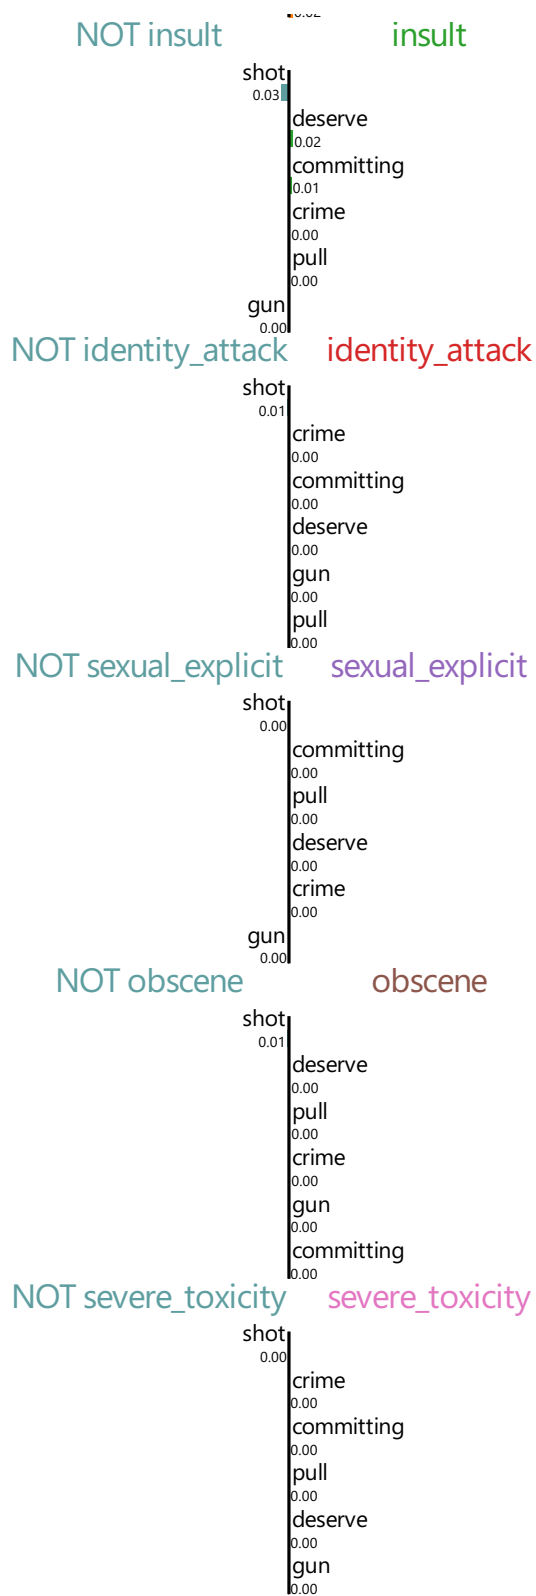 NOT insult insult
shot
0.03
deserve
0.02
committing
0.01
crime
0.00
pull
0.00
gun
0.00
NOT identity_attack identity_attack
shot
0.01
crime
0.00
committing
0.00
deserve
0.00
gun
0.00
pull
0.00
NOT sexual_explicit sexual_explicit
shot
0.00
committing
0.00
pull
0.00
deserve
0.00
crime
0.00
gun
0.00
NOT obscene obscene
shot
0.01
deserve
0.00
pull
0.00
crime
0.00
gun
0.00
committing
0.00
NOT severe_toxicity severe_toxicity
shot
0.00
crime
0.00
committing
0.00
pull
0.00
deserve
0.00
gun
0.00